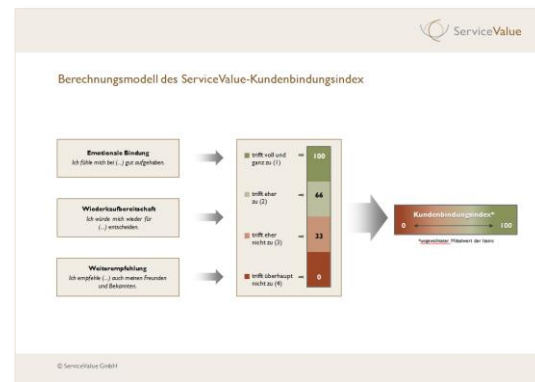 ServiceValue
Berechnungsmodell des ServiceValue-Kundenbindungsindex
Emotionale Bindung
Ich fühle mich bei (...) gut aufgehoben.
Wiederkaufbereitschaft
Ich würde mich wieder für
(...) entscheiden.
Weiterempfehlung
Ich empfehle (...) auch meinen Freunden
und Bekannten.
trifft voll und
ganz zu (1)
=
100
trifft eher
zu (2)
=
66
trifft eher
nicht zu (3)
=
33
trifft überhaupt
nicht zu (4)
=
0
Kundenbindungsindex*
0
100
*ungewichteter Mittelwert der Items
© ServiceValue GmbH